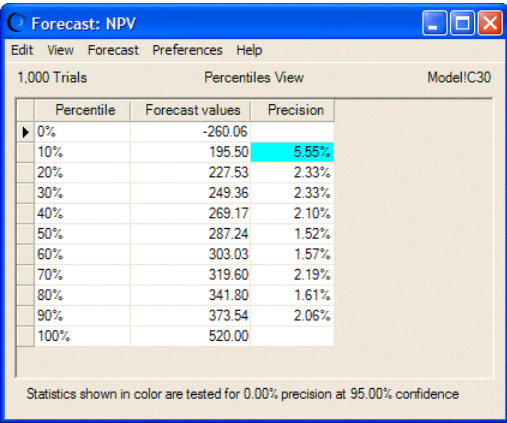 Forecast: NPV
Edit View Forecast Preferences Help
1,000 Trials Percentiles View Model!C30
Percentile Forecast values Precision
0% -260.06
10% 195.50 5.55%
20% 227.53 2.33%
30% 249.36 2.33%
40% 269.17 2.10%
50% 287.24 1.52%
60% 303.03 1.57%
70% 319.60 2.19%
80% 341.80 1.61%
90% 373.54 2.06%
100% 520.00
Statistics shown in color are tested for 0.00% precision at 95.00% confidence